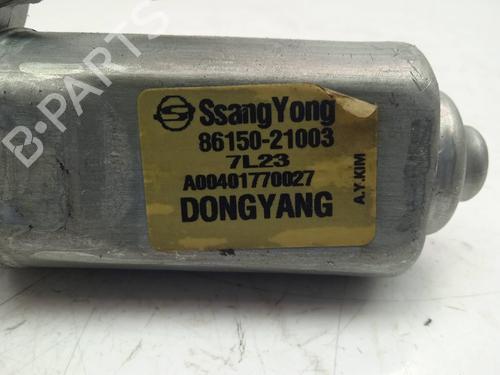 B-PARTS
SsangYong
86150-21003
7L23
A00401770027
DONGYANG
A.Y.KIM